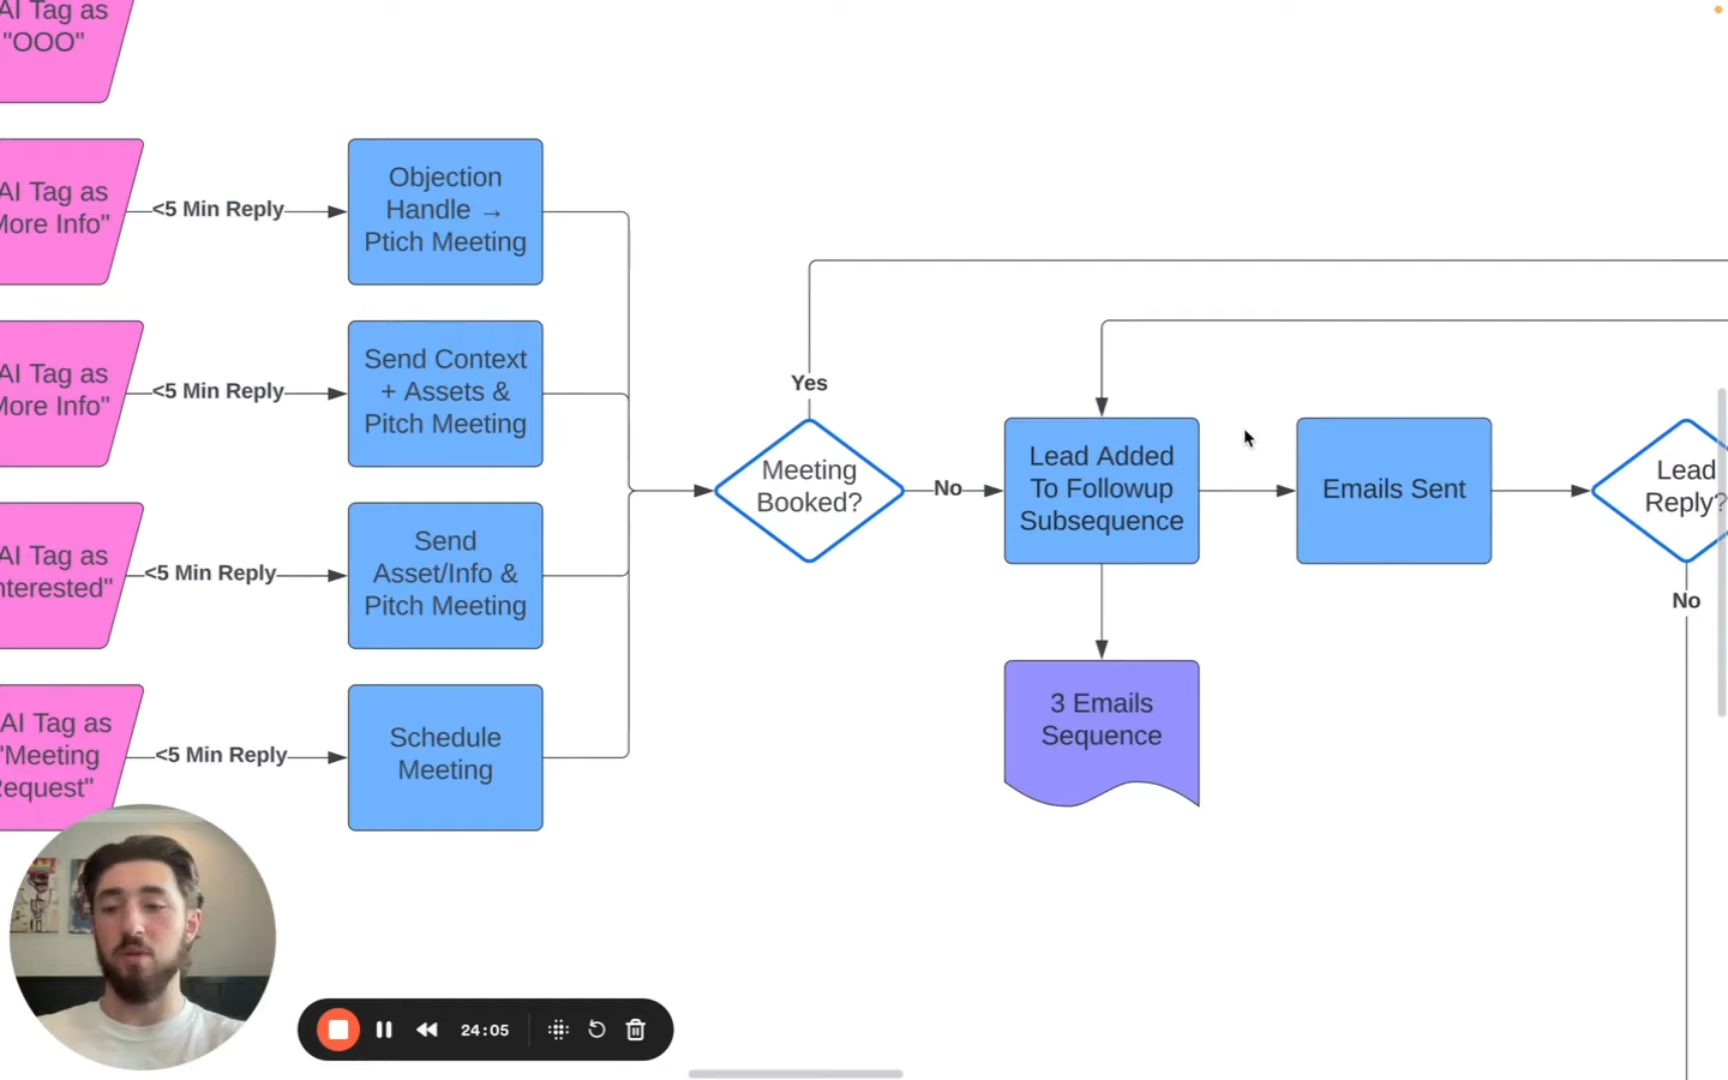 AI Tag as
"OOO"
AI Tag as
More Info"
<5 Min Reply
Objection
Handle →
Ptich Meeting
AI Tag as
More Info"
<5 Min Reply
Send Context
+ Assets &
Pitch Meeting
AI Tag as
nterested"
<5 Min Reply
Send
Asset/Info &
Pitch Meeting
AI Tag as
"Meeting
Request"
<5 Min Reply
Schedule
Meeting
Yes
Meeting
Booked?
No
Lead Added
To Followup
Subsequence
Emails Sent
Lead
Reply?
No
3 Emails
Sequence
24:05